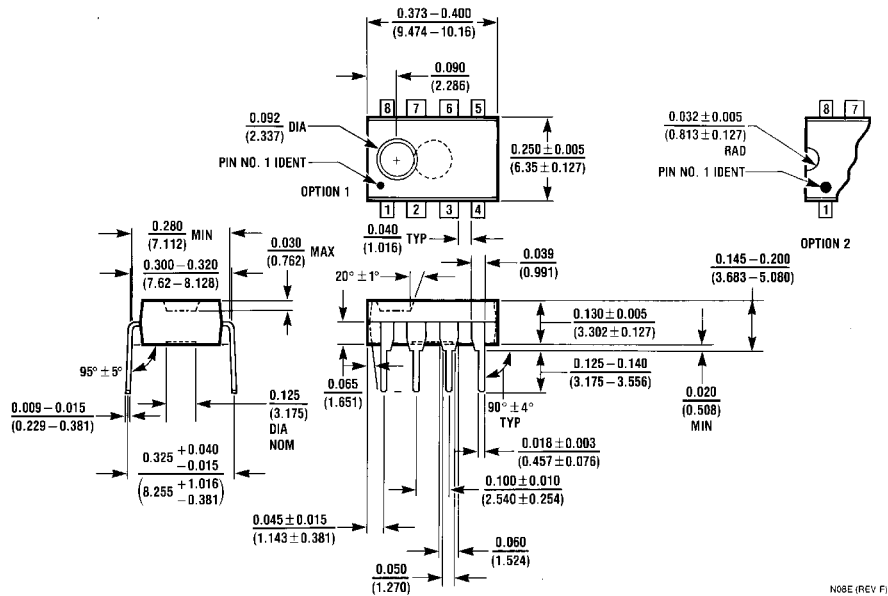 0.373–0.400
(9.474–10.16)
0.090
(2.286)
8 7 6 5
0.092 DIA
(2.337)
PIN NO. 1 IDENT
OPTION 1
1 2 3 4
0.250 ± 0.005
(6.35 ± 0.127)
0.032 ± 0.005
(0.813 ± 0.127)
RAD
PIN NO. 1 IDENT
8 7
1
OPTION 2
0.280 MIN
(7.112)
0.300–0.320
(7.62–8.128)
0.030 MAX
(0.762)
0.040 TYP
(1.016)
20° ± 1°
0.039
(0.991)
0.145–0.200
(3.683–5.080)
0.130 ± 0.005
(3.302 ± 0.127)
95° ± 5°
0.009–0.015
(0.229–0.381)
0.125
(3.175)
DIA
NOM
0.065
(1.651)
90° ± 4°
TYP
0.125–0.140
(3.175–3.556)
0.020
(0.508)
MIN
0.325 +0.040
–0.015
(8.255 +1.016
–0.381)
0.018 ± 0.003
(0.457 ± 0.076)
0.100 ± 0.010
(2.540 ± 0.254)
0.045 ± 0.015
(1.143 ± 0.381)
0.060
(1.524)
0.050
(1.270)
N08E (REV F)